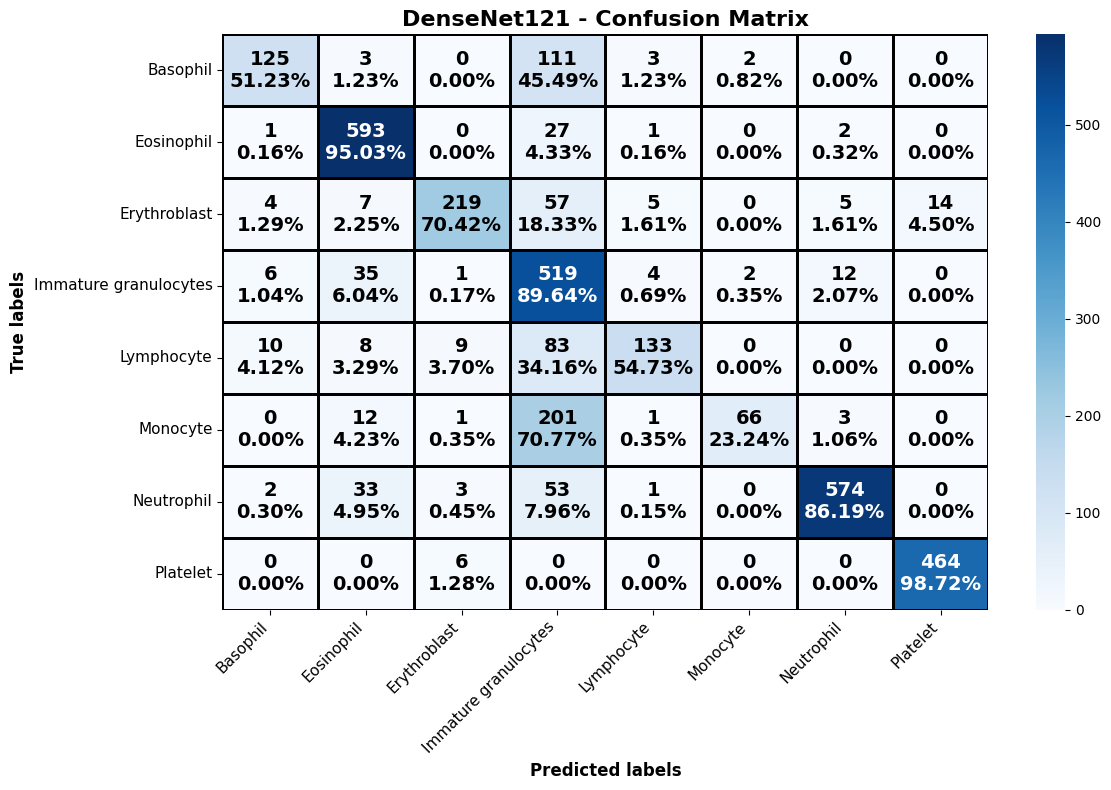 DenseNet121 - Confusion Matrix
Basophil
125 3 0 111 3 2 0 0
51.23% 1.23% 0.00% 45.49% 1.23% 0.82% 0.00% 0.00%
Eosinophil
1 593 0 27 1 0 2 0
0.16% 95.03% 0.00% 4.33% 0.16% 0.00% 0.32% 0.00%
Erythroblast
4 7 219 57 5 0 5 14
1.29% 2.25% 70.42% 18.33% 1.61% 0.00% 1.61% 4.50%
Immature granulocytes
6 35 1 519 4 2 12 0
1.04% 6.04% 0.17% 89.64% 0.69% 0.35% 2.07% 0.00%
Lymphocyte
10 8 9 83 133 0 0 0
4.12% 3.29% 3.70% 34.16% 54.73% 0.00% 0.00% 0.00%
Monocyte
0 12 1 201 1 66 3 0
0.00% 4.23% 0.35% 70.77% 0.35% 23.24% 1.06% 0.00%
Neutrophil
2 33 3 53 1 0 574 0
0.30% 4.95% 0.45% 7.96% 0.15% 0.00% 86.19% 0.00%
Platelet
0 0 6 0 0 0 0 464
0.00% 0.00% 1.28% 0.00% 0.00% 0.00% 0.00% 98.72%
True labels
Basophil
Eosinophil
Erythroblast
Immature granulocytes
Lymphocyte
Monocyte
Neutrophil
Platelet
Predicted labels
500
400
300
200
100
0